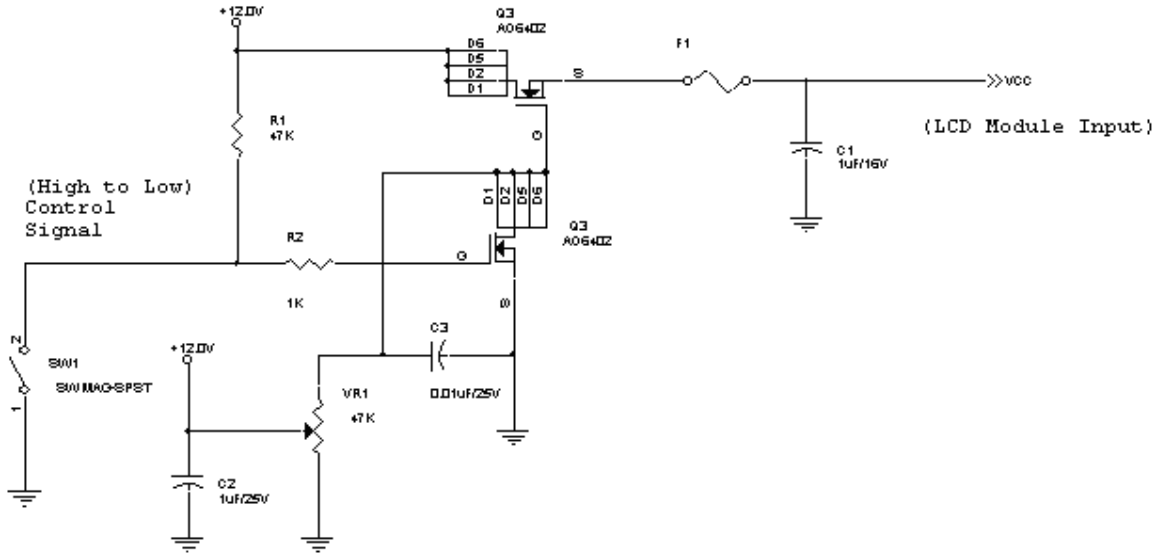 +12.0V
Q3
AO6402
D6
D5
D2
D1
S
G
F1
VCC
(LCD Module Input)
C1
1uF/16V
R1
47K
(High to Low)
Control
Signal
D1
D2
D5
D6
Q3
AO6402
R2
1K
G
S
SW1
SW MAG-SPST
2
1
+12.0V
C3
0.01uF/25V
VR1
47K
C2
1uF/25V